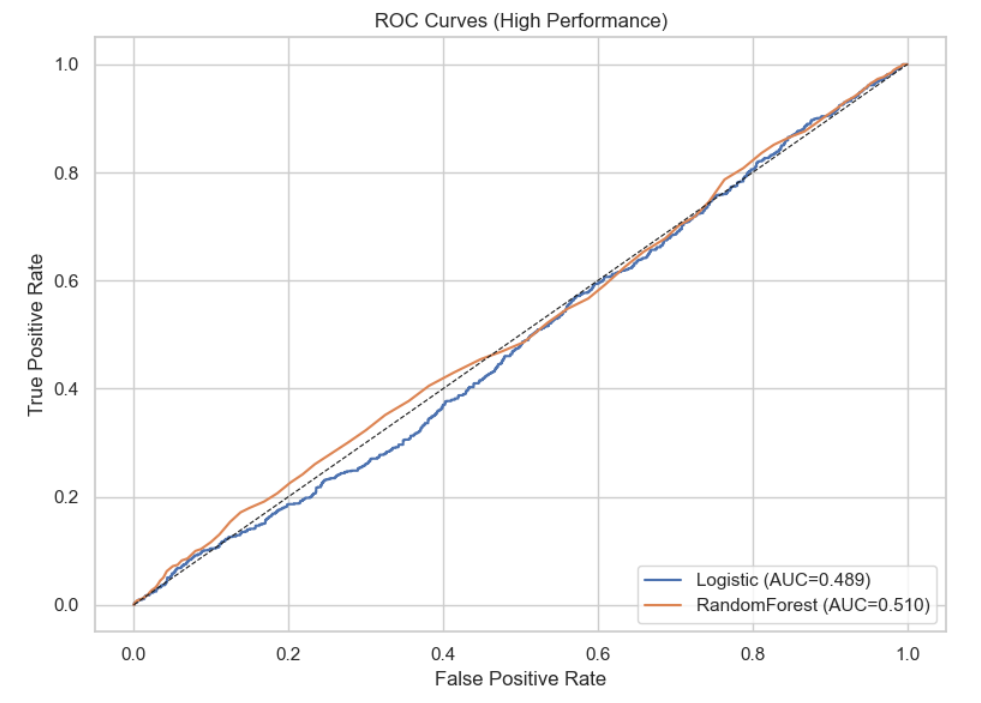 ROC Curves (High Performance)
1.0
0.8
0.6
0.4
0.2
0.0
True Positive Rate
Logistic (AUC=0.489)
RandomForest (AUC=0.510)
0.0 0.2 0.4 0.6 0.8 1.0
False Positive Rate